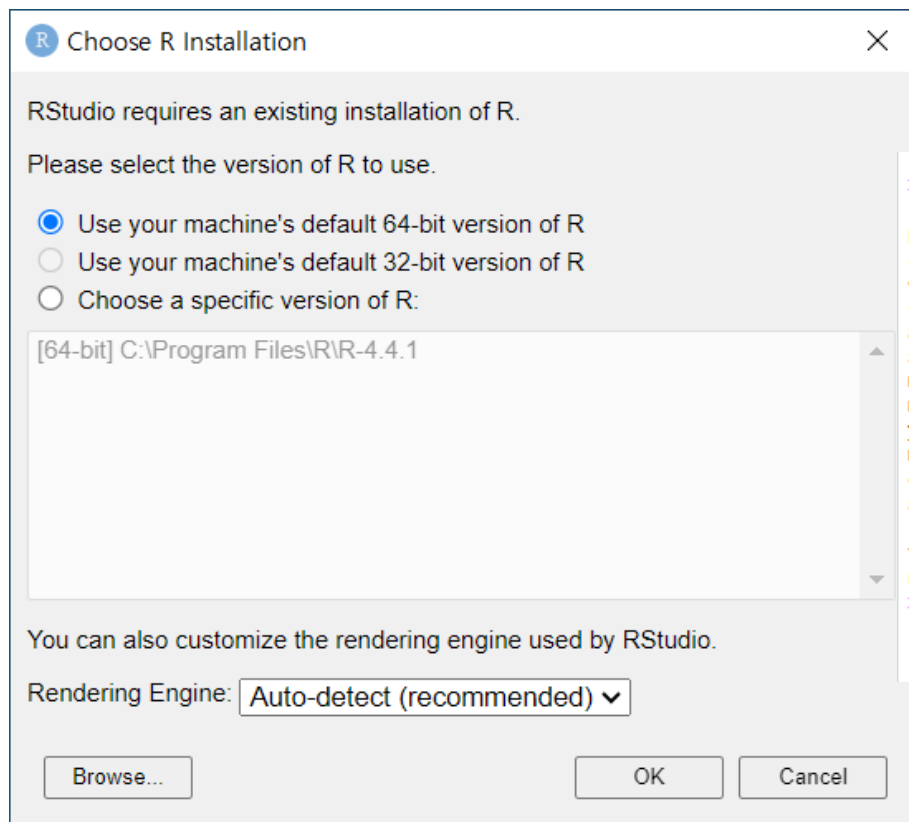 R Choose R Installation
RStudio requires an existing installation of R.
Please select the version of R to use.
Use your machine's default 64-bit version of R
Use your machine's default 32-bit version of R
Choose a specific version of R:
[64-bit] C:\Program Files\R\R-4.4.1
You can also customize the rendering engine used by RStudio.
Rendering Engine: Auto-detect (recommended)
Browse... OK Cancel